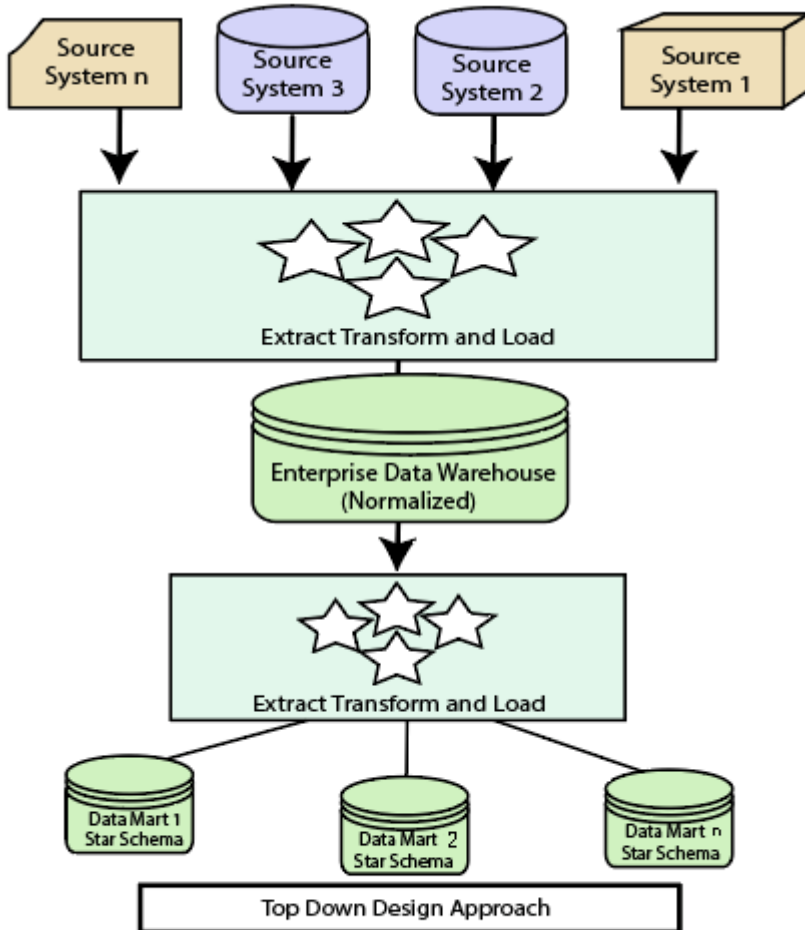 Source
System n
Source
System 3
Source
System 2
Source
System 1
Extract Transform and Load
Enterprise Data Warehouse
(Normalized)
Extract Transform and Load
Data Mart 1
Star Schema
Data Mart 2
Star Schema
Data Mart n
Star Schema
Top Down Design Approach